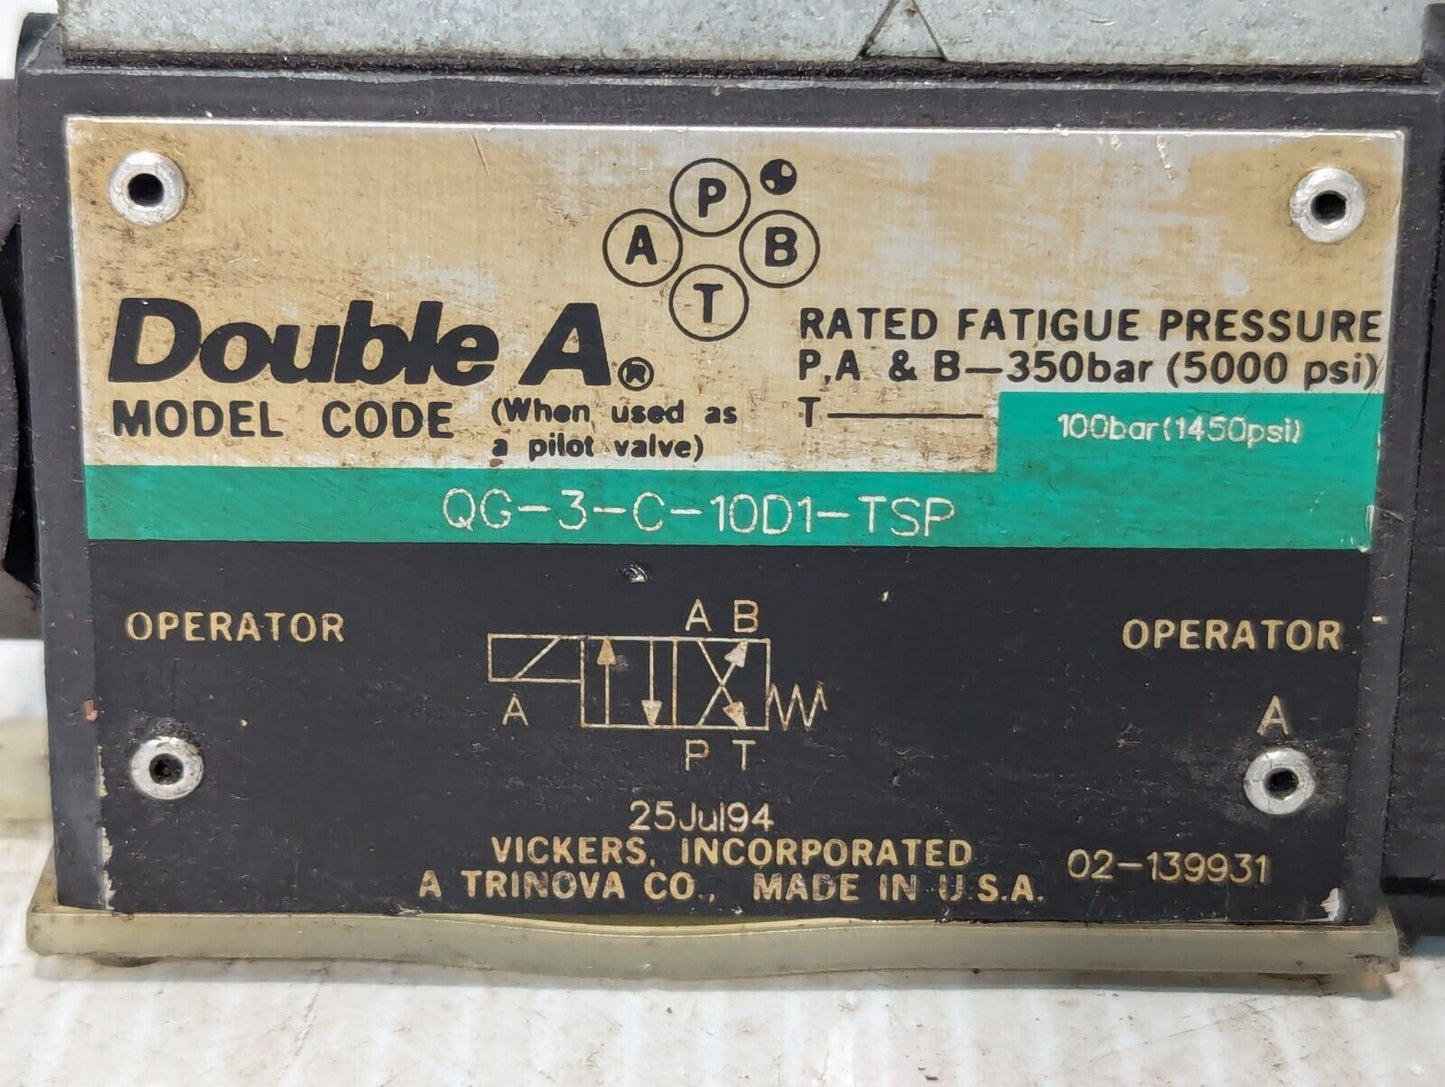 P
A B
T
Double A®
RATED FATIGUE PRESSURE
P,A & B—350bar (5000 psi)
MODEL CODE (When used as
a pilot valve)
T——— 100bar(1450psi)
QG-3-C-10D1-TSP
OPERATOR
OPERATOR
A B
A
A
P T
25Jul94
VICKERS, INCORPORATED
A TRINOVA CO., MADE IN U.S.A.
02-139931